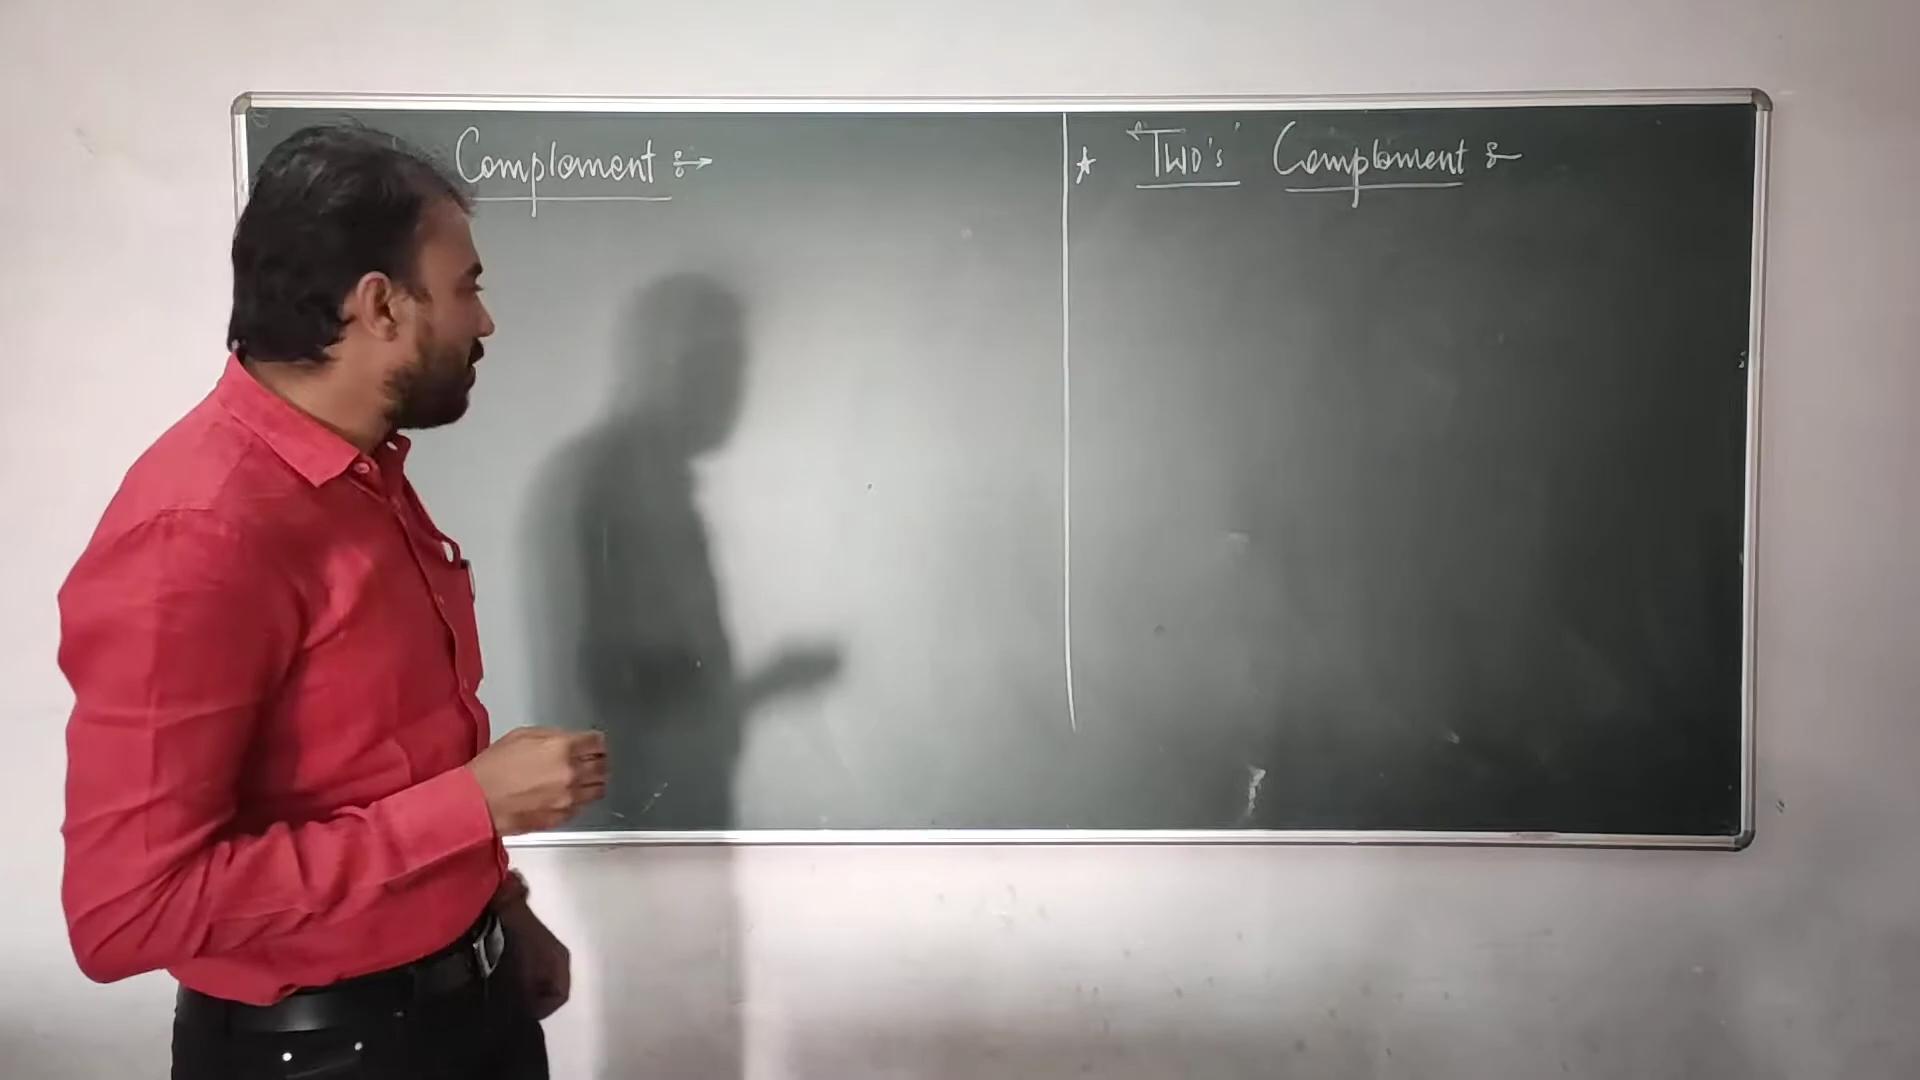 Complement :→
★ 'Two's' Complement :-